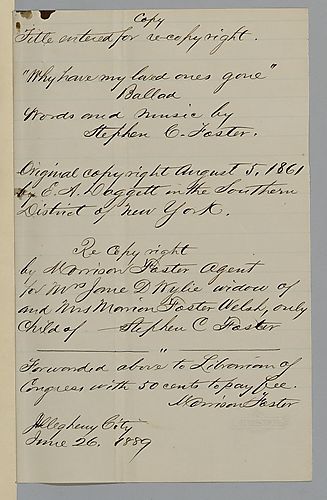 Copy
Title entered for re copyright.
"Why have my loved ones gone"
Ballad
Words and music by
Stephen C. Foster.
Original copyright August 5, 1861
by E. A. Daggett in the Southern
District of New York.
Re Copyright
by Morrison Foster Agent
for Mrs Jane D Wylie widow of
and Mrs Marion Foster Welsh, only
Child of — Stephen C Foster
Forwarded above to Librarian of
Congress with 50 cents to pay fee.
Morrison Foster
Allegheny City
June 26. 1889